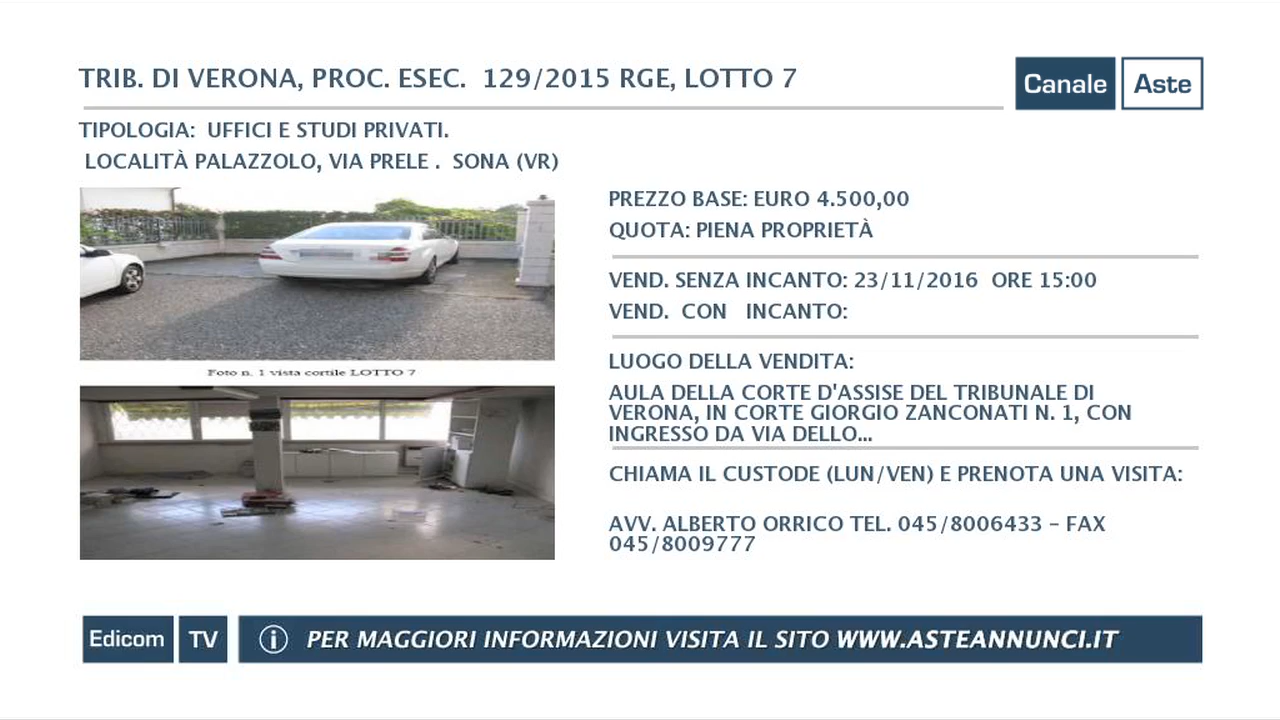 TRIB. DI VERONA, PROC. ESEC.  129/2015 RGE, LOTTO 7
Canale Aste
TIPOLOGIA:  UFFICI E STUDI PRIVATI.
LOCALITÀ PALAZZOLO, VIA PRELE .  SONA (VR)
Foto n. 1 vista cortile LOTTO 7
PREZZO BASE: EURO 4.500,00
QUOTA: PIENA PROPRIETÀ
VEND. SENZA INCANTO: 23/11/2016  ORE 15:00
VEND.  CON   INCANTO:
LUOGO DELLA VENDITA:
AULA DELLA CORTE D'ASSISE DEL TRIBUNALE DI
VERONA, IN CORTE GIORGIO ZANCONATI N. 1, CON
INGRESSO DA VIA DELLO...
CHIAMA IL CUSTODE (LUN/VEN) E PRENOTA UNA VISITA:
AVV. ALBERTO ORRICO TEL. 045/8006433 – FAX
045/8009777
Edicom TV
PER MAGGIORI INFORMAZIONI VISITA IL SITO WWW.ASTEANNUNCI.IT